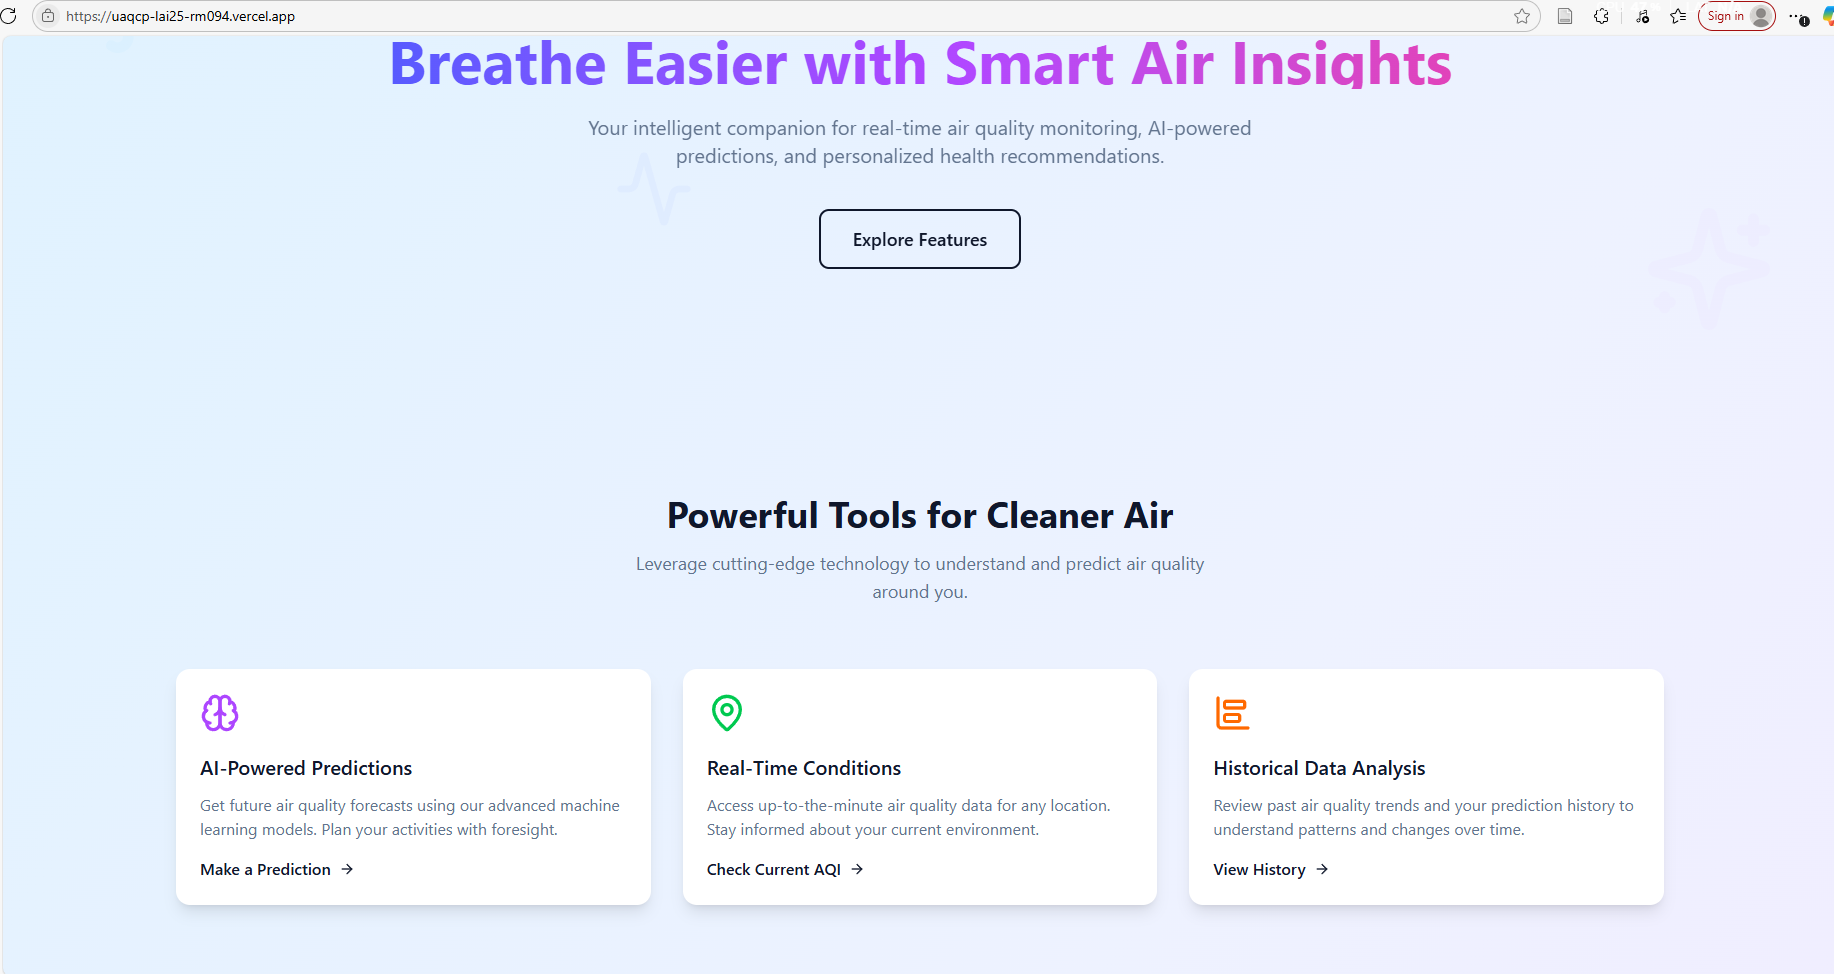 https://uaqcp-lai25-rm094.vercel.app
Sign in
Breathe Easier with Smart Air Insights
Your intelligent companion for real-time air quality monitoring, AI-powered
predictions, and personalized health recommendations.
Explore Features
Powerful Tools for Cleaner Air
Leverage cutting-edge technology to understand and predict air quality
around you.
AI-Powered Predictions
Get future air quality forecasts using our advanced machine
learning models. Plan your activities with foresight.
Make a Prediction →
Real-Time Conditions
Access up-to-the-minute air quality data for any location.
Stay informed about your current environment.
Check Current AQI →
Historical Data Analysis
Review past air quality trends and your prediction history to
understand patterns and changes over time.
View History →